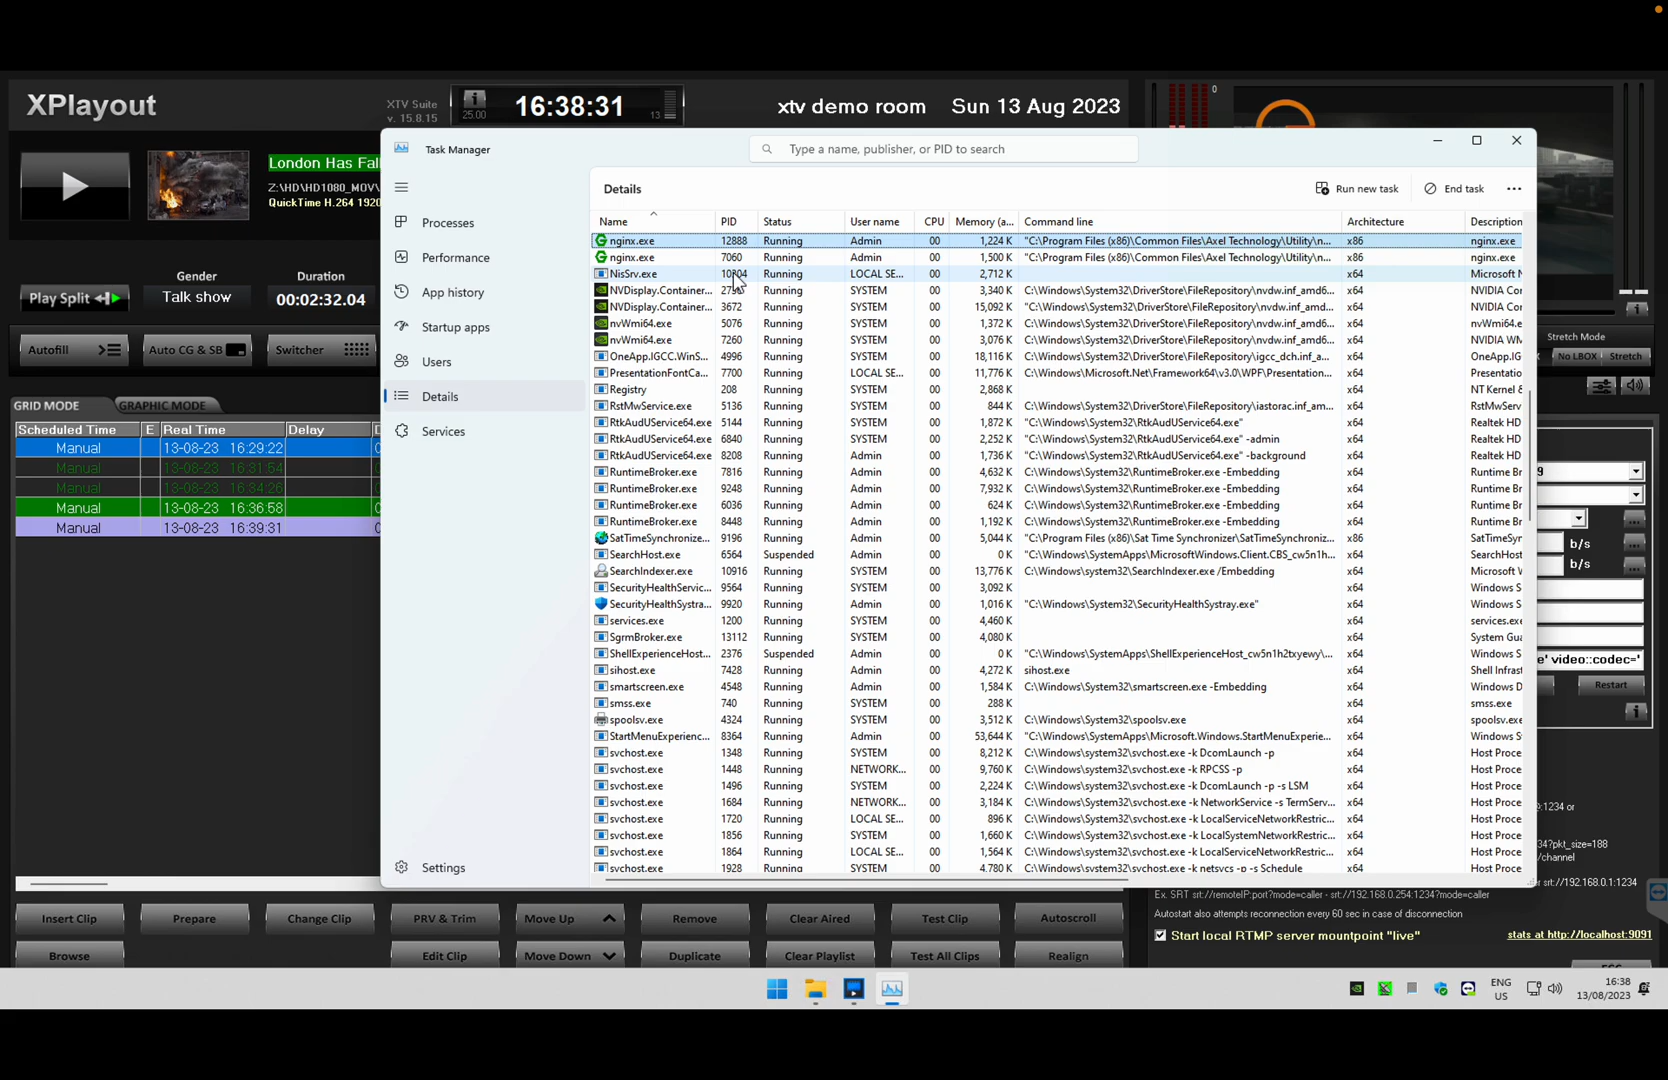 XPlayout
XTV Suite
v. 15.8.15
25.00
16:38:31
13
xtv demo room
Sun 13 Aug 2023
0
London Has Fal
Z:\HD\HD1080_MOV\
QuickTime H.264 1920
Gender
Duration
Play Split
Talk show
00:02:32.04
Autofill
Auto CG & SB
Switcher
GRID MODE
GRAPHIC MODE
Scheduled Time E Real Time Delay
Manual 13-08-23 16:29:22
Manual 13-08-23 16:31:54
Manual 13-08-23 16:34:26
Manual 13-08-23 16:36:58
Manual 13-08-23 16:39:31
Task Manager
Type a name, publisher, or PID to search
Processes
Performance
App history
Startup apps
Users
Details
Services
Settings
Details
Run new task
End task
Name PID Status User name CPU Memory (a... Command line Architecture Description
nginx.exe 12888 Running Admin 00 1,224 K "C:\Program Files (x86)\Common Files\Axel Technology\Utility\n... x86 nginx.exe
nginx.exe 7060 Running Admin 00 1,500 K "C:\Program Files (x86)\Common Files\Axel Technology\Utility\n... x86 nginx.exe
NisSrv.exe Running LOCAL SE... 00 2,712 K x64 Microsoft N
NVDisplay.Container... Running SYSTEM 00 3,340 K C:\Windows\System32\DriverStore\FileRepository\nvdw.inf_amd6... x64 NVIDIA Cor
NVDisplay.Container... 3672 Running SYSTEM 00 15,092 K "C:\Windows\System32\DriverStore\FileRepository\nvdw.inf_amd... x64 NVIDIA Cor
nvWmi64.exe 5076 Running SYSTEM 00 1,372 K C:\Windows\System32\DriverStore\FileRepository\nvdw.inf_amd6... x64 nvWmi64.e
nvWmi64.exe 7260 Running SYSTEM 00 3,076 K C:\Windows\System32\DriverStore\FileRepository\nvdw.inf_amd6... x64 NVIDIA WM
OneApp.IGCC.WinS... 4996 Running SYSTEM 00 18,116 K C:\Windows\System32\DriverStore\FileRepository\igcc_dch.inf_a... x64 OneApp.IG
PresentationFontCa... 7700 Running LOCAL SE... 00 11,776 K C:\Windows\Microsoft.Net\Framework64\v3.0\WPF\Presentation... x64 Presentatio
Registry 208 Running SYSTEM 00 2,868 K x64 NT Kernel &
RstMwService.exe 5136 Running SYSTEM 00 844 K C:\Windows\System32\DriverStore\FileRepository\iastorac.inf_am... x64 RstMwServ
RtkAudUService64.exe 5144 Running SYSTEM 00 1,872 K "C:\Windows\System32\RtkAudUService64.exe" x64 Realtek HD
RtkAudUService64.exe 6840 Running Admin 00 2,252 K "C:\Windows\System32\RtkAudUService64.exe" -admin x64 Realtek HD
RtkAudUService64.exe 8208 Running Admin 00 1,736 K "C:\Windows\System32\RtkAudUService64.exe" -background x64 Realtek HD
RuntimeBroker.exe 7816 Running Admin 00 4,632 K C:\Windows\System32\RuntimeBroker.exe -Embedding x64 Runtime Br
RuntimeBroker.exe 9248 Running Admin 00 7,932 K C:\Windows\System32\RuntimeBroker.exe -Embedding x64 Runtime Br
RuntimeBroker.exe 6036 Running Admin 00 624 K C:\Windows\System32\RuntimeBroker.exe -Embedding x64 Runtime Br
RuntimeBroker.exe 8448 Running Admin 00 1,192 K C:\Windows\System32\RuntimeBroker.exe -Embedding x64 Runtime Br
SatTimeSynchronize... 9196 Running Admin 00 5,044 K "C:\Program Files (x86)\Sat Time Synchronizer\SatTimeSynchroniz... x86 SatTimeSyn
SearchHost.exe 6564 Suspended Admin 00 0 K "C:\Windows\SystemApps\MicrosoftWindows.Client.CBS_cw5n1h... x64 SearchHost
SearchIndexer.exe 10916 Running SYSTEM 00 13,776 K C:\Windows\system32\SearchIndexer.exe /Embedding x64 Microsoft W
SecurityHealthServic... 9564 Running SYSTEM 00 3,092 K x64 Windows S
SecurityHealthSystra... 9920 Running Admin 00 1,016 K "C:\Windows\System32\SecurityHealthSystray.exe" x64 Windows S
services.exe 1200 Running SYSTEM 00 4,460 K x64 services.exe
SgrmBroker.exe 13112 Running SYSTEM 00 4,080 K x64 System Gua
ShellExperienceHost... 2376 Suspended Admin 00 0 K "C:\Windows\SystemApps\ShellExperienceHost_cw5n1h2txyewy\... x64 Windows S
sihost.exe 7428 Running Admin 00 4,272 K sihost.exe x64 Shell Infrast
smartscreen.exe 4548 Running Admin 00 1,584 K C:\Windows\System32\smartscreen.exe -Embedding x64 Windows D
smss.exe 740 Running SYSTEM 00 288 K x64 smss.exe
spoolsv.exe 4324 Running SYSTEM 00 3,512 K C:\Windows\System32\spoolsv.exe x64 spoolsv.exe
StartMenuExperienc... 8364 Running Admin 00 53,644 K "C:\Windows\SystemApps\Microsoft.Windows.StartMenuExperie... x64 Windows S
svchost.exe 1348 Running SYSTEM 00 8,212 K C:\Windows\system32\svchost.exe -k DcomLaunch -p x64 Host Proce
svchost.exe 1448 Running NETWORK... 00 9,760 K C:\Windows\system32\svchost.exe -k RPCSS -p x64 Host Proce
svchost.exe 1496 Running SYSTEM 00 2,224 K C:\Windows\system32\svchost.exe -k DcomLaunch -p -s LSM x64 Host Proce
svchost.exe 1684 Running NETWORK... 00 3,184 K C:\Windows\System32\svchost.exe -k NetworkService -s TermServ... x64 Host Proce
svchost.exe 1720 Running LOCAL SE... 00 896 K C:\Windows\system32\svchost.exe -k LocalServiceNetworkRestric... x64 Host Proce
svchost.exe 1856 Running SYSTEM 00 1,660 K C:\Windows\system32\svchost.exe -k LocalSystemNetworkRestric... x64 Host Proce
svchost.exe 1864 Running LOCAL SE... 00 1,564 K C:\Windows\system32\svchost.exe -k LocalServiceNetworkRestric... x64 Host Proce
svchost.exe 1928 Running SYSTEM 00 4,780 K C:\Windows\system32\svchost.exe -k netsvcs -p -s Schedule x64 Host Proce
Stretch Mode
No LBOX
Stretch
9
b/s
b/s
e' video::codec='
Restart
:1234 or
34?pkt_size=188
/channel
er srt://192.168.0.1:1234
Ex. SRT srt://remoteIP:port?mode=caller - srt://192.168.0.254:1234?mode=caller
Autostart also attempts reconnection every 60 sec in case of disconnection
Start local RTMP server mountpoint "live"
stats at http://localhost:9091
Insert Clip
Prepare
Change Clip
PRV & Trim
Move Up
Remove
Clear Aired
Test Clip
Autoscroll
Browse
Edit Clip
Move Down
Duplicate
Clear Playlist
Test All Clips
Realign
ENG
US
16:38
13/08/2023